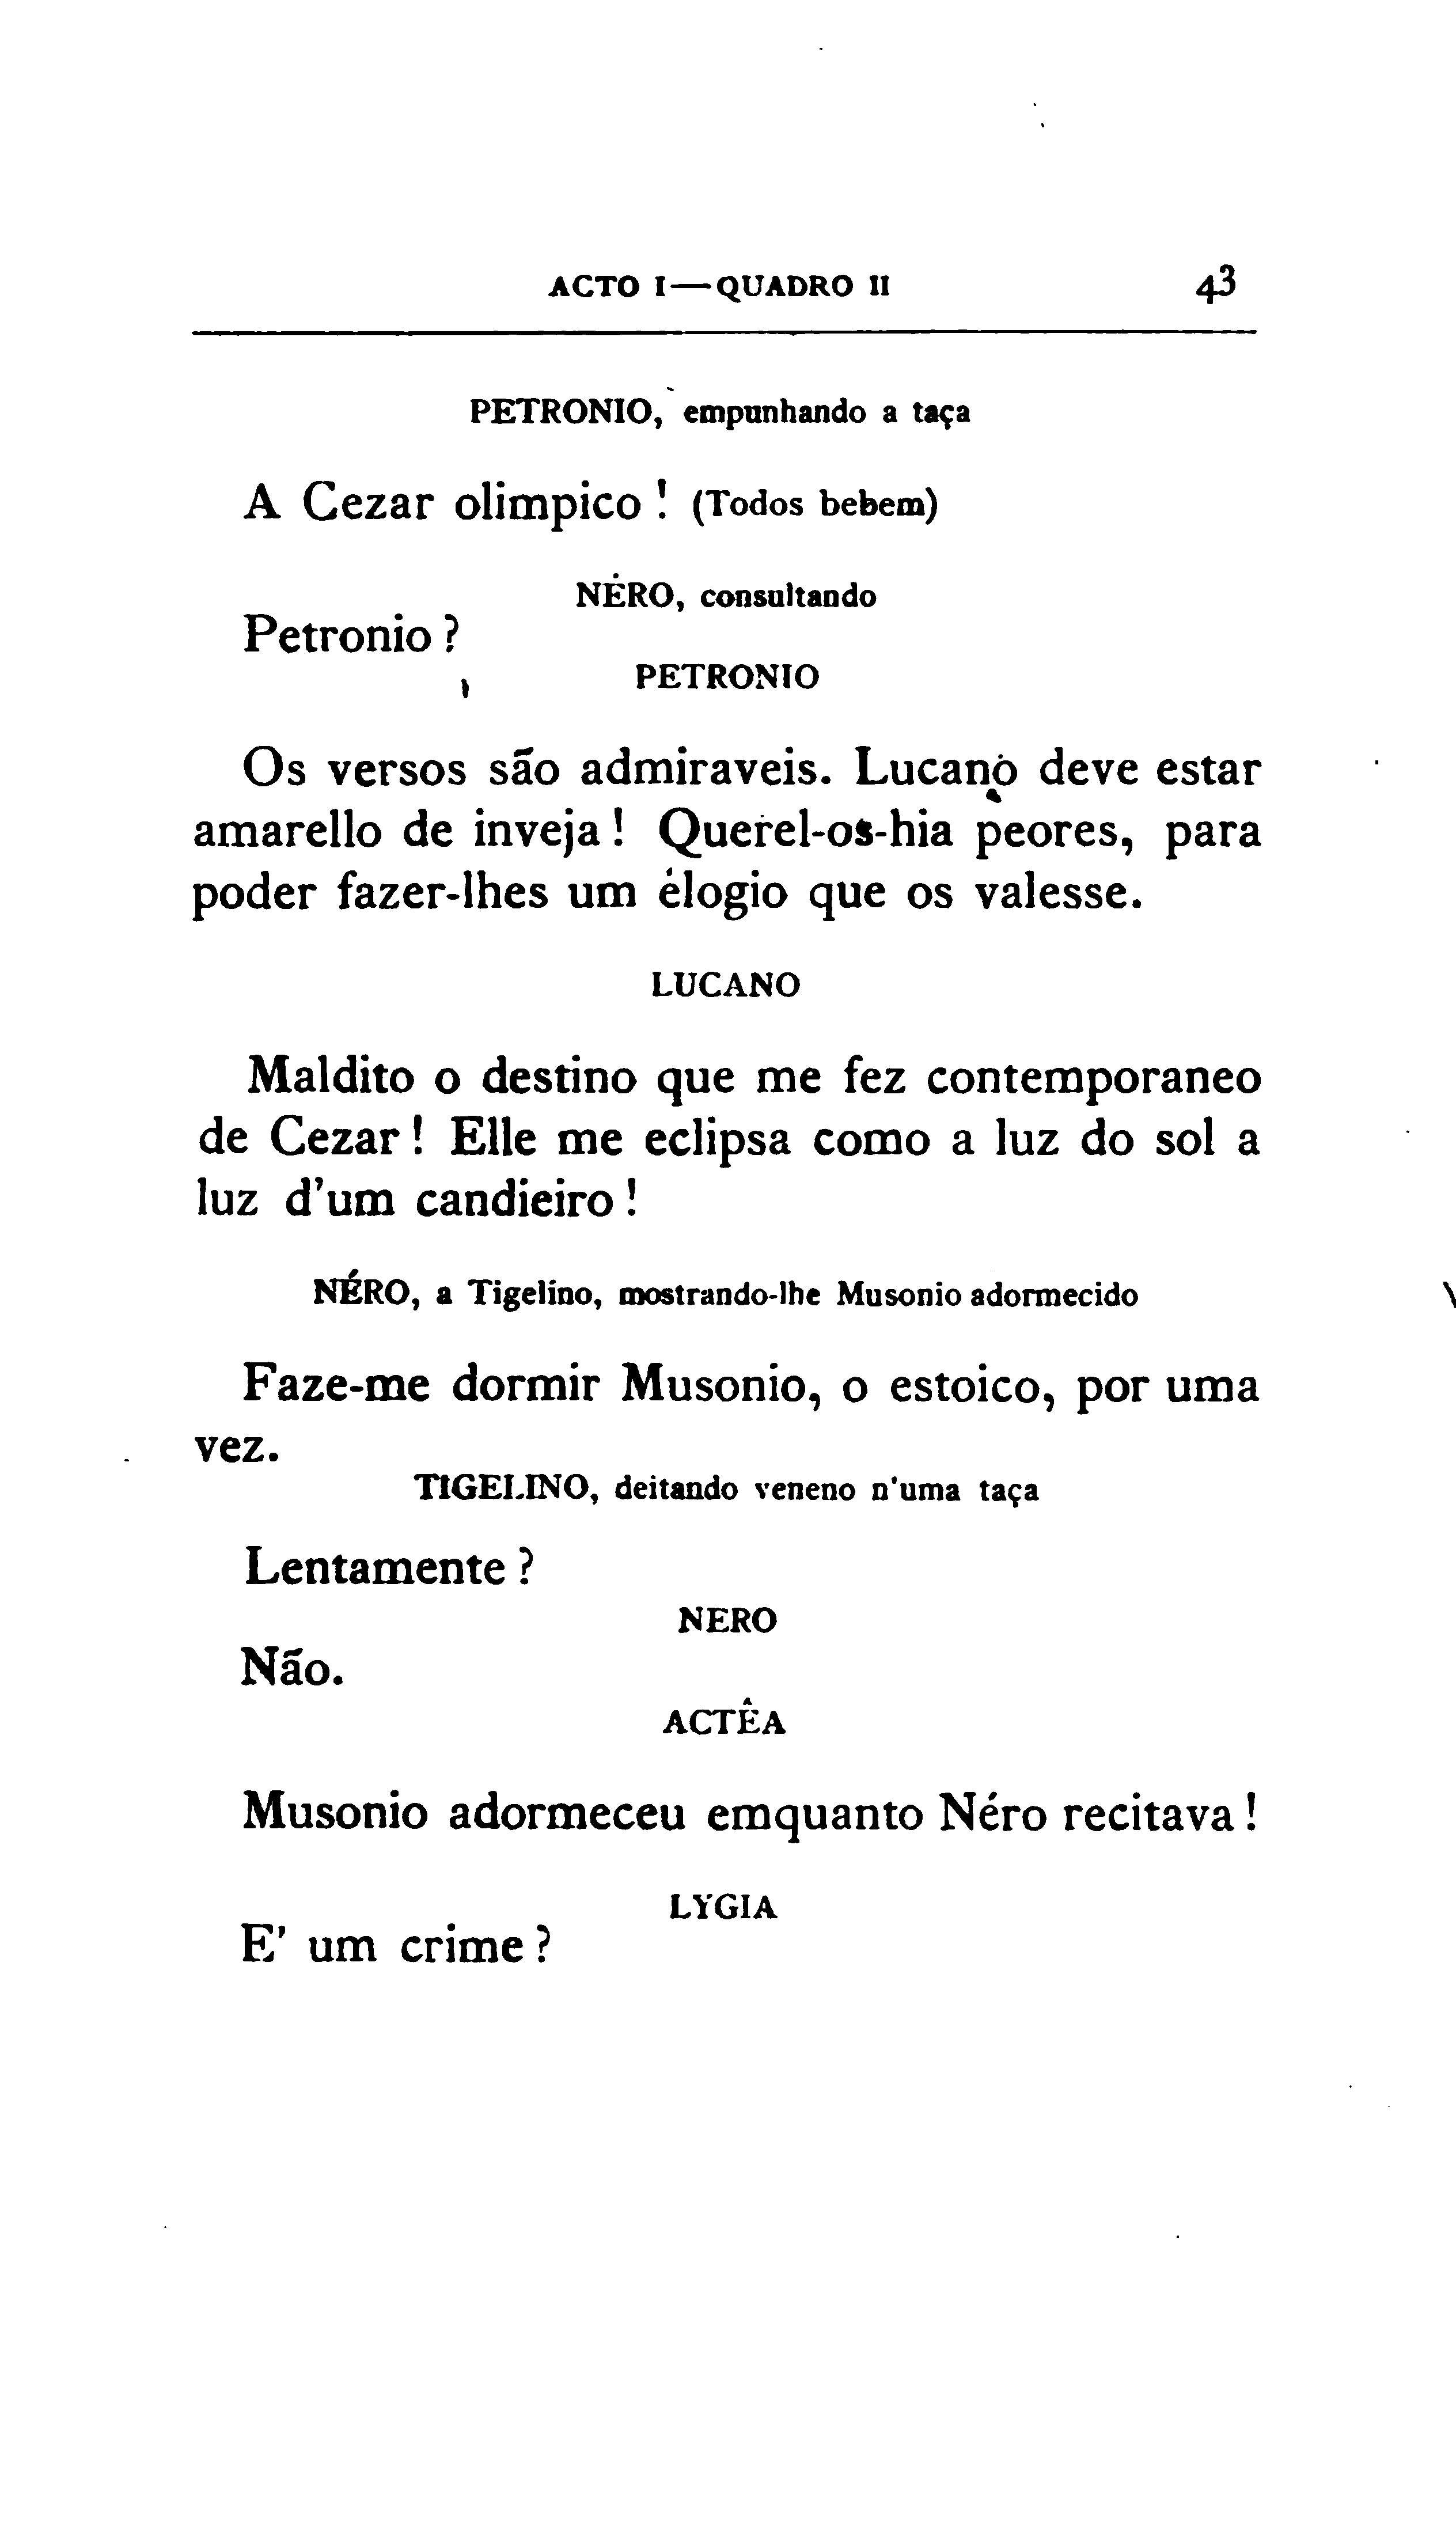 ACTO I—QUADRO II 43
PETRONIO, empunhando a taça
A Cezar olimpico ! (Todos bebem)
NÉRO, consultando
Petronio ?
PETRONIO
Os versos são admiraveis. Lucano deve estar
amarello de inveja ! Querel-os-hia peores, para
poder fazer-lhes um elogio que os valesse.
LUCANO
Maldito o destino que me fez contemporaneo
de Cezar ! Elle me eclipsa como a luz do sol a
luz d'um candieiro !
NÉRO, a Tigelino, mostrando-lhe Musonio adormecido
Faze-me dormir Musonio, o estoico, por uma
vez.
TIGELINO, deitando veneno n'uma taça
Lentamente ?
NERO
Não.
ACTÊA
Musonio adormeceu emquanto Néro recitava !
LYGIA
E' um crime ?